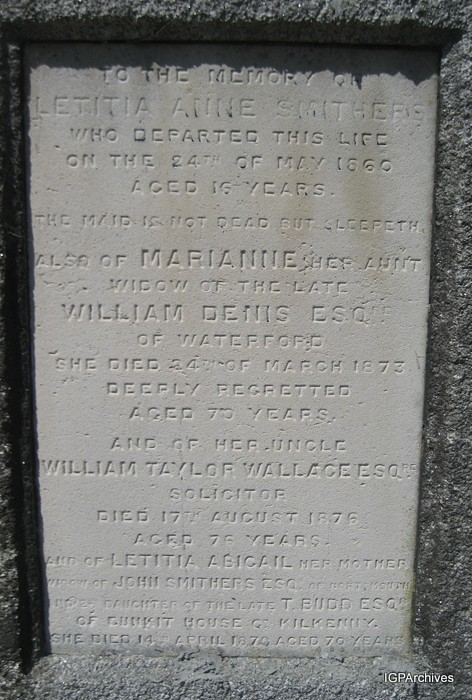 TO THE MEMORY OF
LETITIA ANNE SMITHERS
WHO DEPARTED THIS LIFE
ON THE 24TH OF MAY 1860
AGED 16 YEARS.
THE MAID IS NOT DEAD BUT SLEEPETH.
ALSO OF MARIANNE, HER AUNT
WIDOW OF THE LATE
WILLIAM DENIS ESQRE
OF WATERFORD
SHE DIED 24TH OF MARCH 1873
DEEPLY REGRETTED
AGED YEARS.
AND OF HER UNCLE
WILLIAM TAYLOR WALLACE ESQRE
SOLICITOR
DIED 17TH AUGUST 1876
AGED 76 YEARS.
AND OF LETITIA ABIGAIL HER MOTHER
WIDOW OF JOHN SMITHERS ESQ. OF
DAUGHTER OF THE LATE T. BUDD ESQ.
OF HOUSE CO. KILKENNY.
SHE DIED 14TH APRIL AGED 70 YEARS
IGPArchives